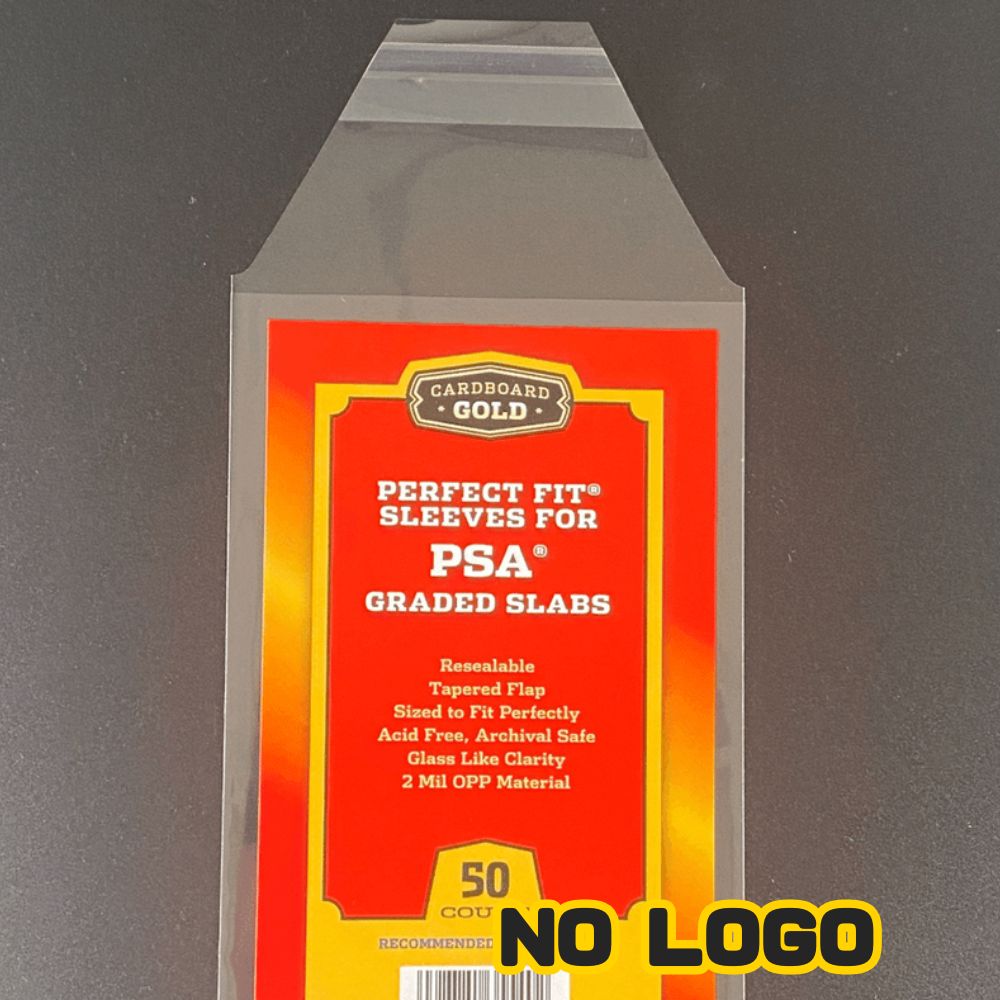 CARDBOARD
GOLD
PERFECT FIT®
SLEEVES FOR
PSA®
GRADED SLABS
Resealable
Tapered Flap
Sized to Fit Perfectly
Acid Free, Archival Safe
Glass Like Clarity
2 Mil OPP Material
50
RECOMMENDED
NO LOGO